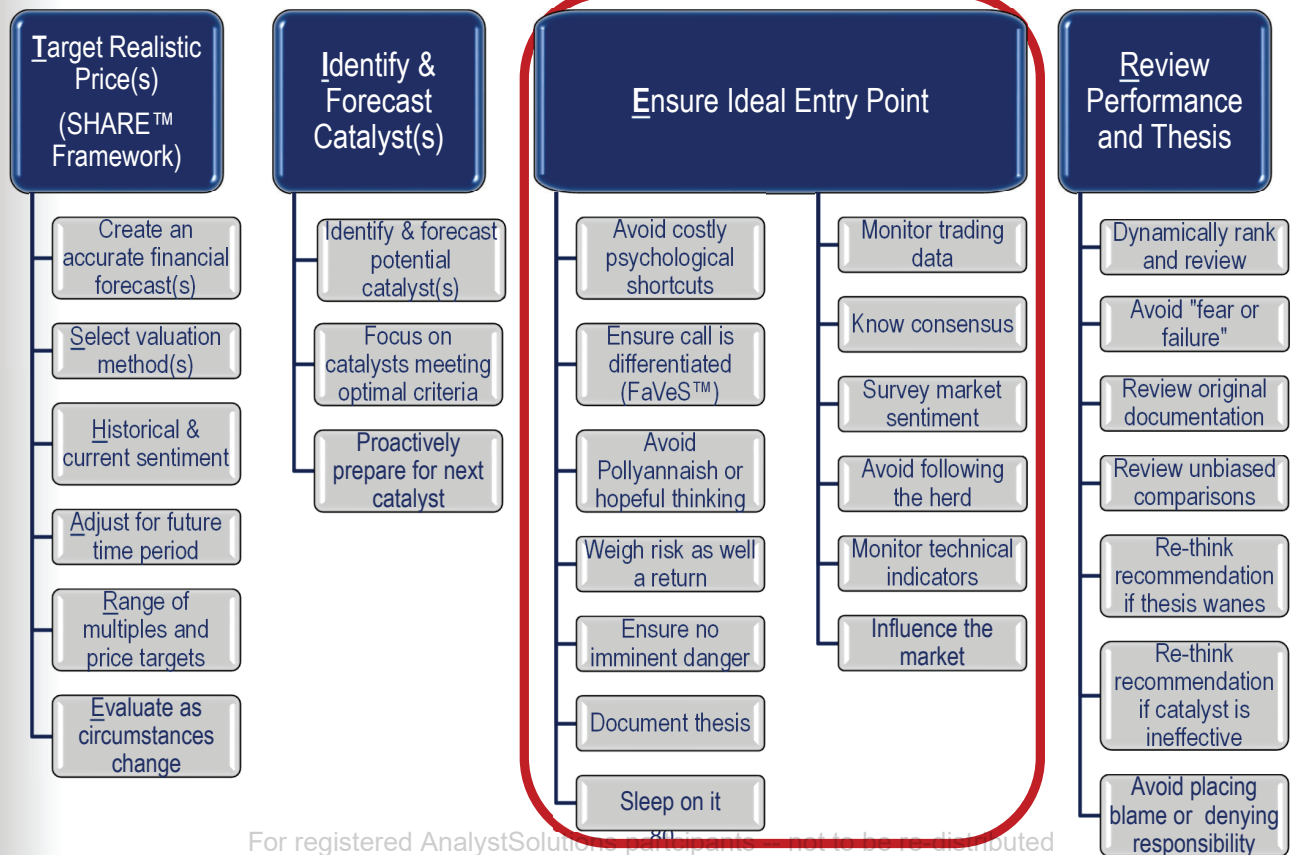 Target Realistic
Price(s)
(SHARE™
Framework)
Create an
accurate financial
forecast(s)
Select valuation
method(s)
Historical &
current sentiment
Adjust for future
time period
Range of
multiples and
price targets
Evaluate as
circumstances
change
Identify &
Forecast
Catalyst(s)
Identify & forecast
potential
catalyst(s)
Focus on
catalysts meeting
optimal criteria
Proactively
prepare for next
catalyst
Ensure Ideal Entry Point
Avoid costly
psychological
shortcuts
Ensure call is
differentiated
(FaVeS™)
Avoid
Pollyannaish or
hopeful thinking
Weigh risk as well
a return
Ensure no
imminent danger
Document thesis
Sleep on it
Monitor trading
data
Know consensus
Survey market
sentiment
Avoid following
the herd
Monitor technical
indicators
Influence the
market
Review
Performance
and Thesis
Dynamically rank
and review
Avoid "fear or
failure"
Review original
documentation
Review unbiased
comparisons
Re-think
recommendation
if thesis wanes
Re-think
recommendation
if catalyst is
ineffective
Avoid placing
blame or denying
responsibility
80
For registered AnalystSolutions participants -- not to be re-distributed